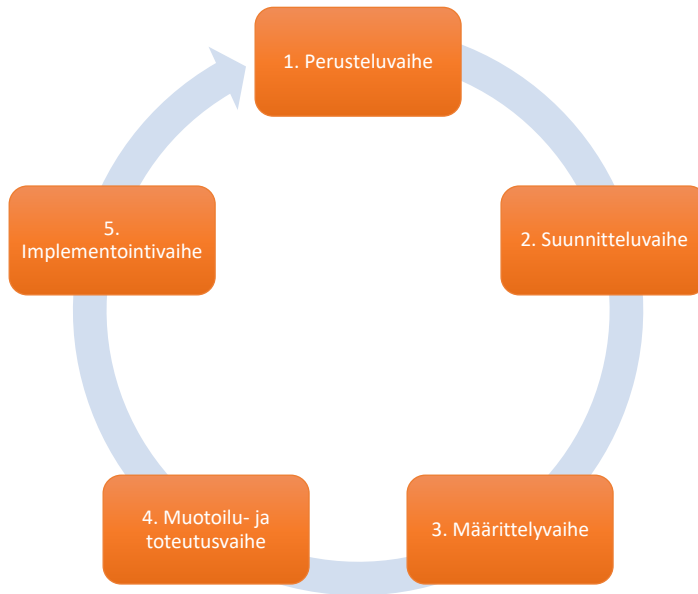 1. Perusteluvaihe
2. Suunnitteluvaihe
3. Määrittelyvaihe
4. Muotoilu- ja
toteutusvaihe
5.
Implementointivaihe